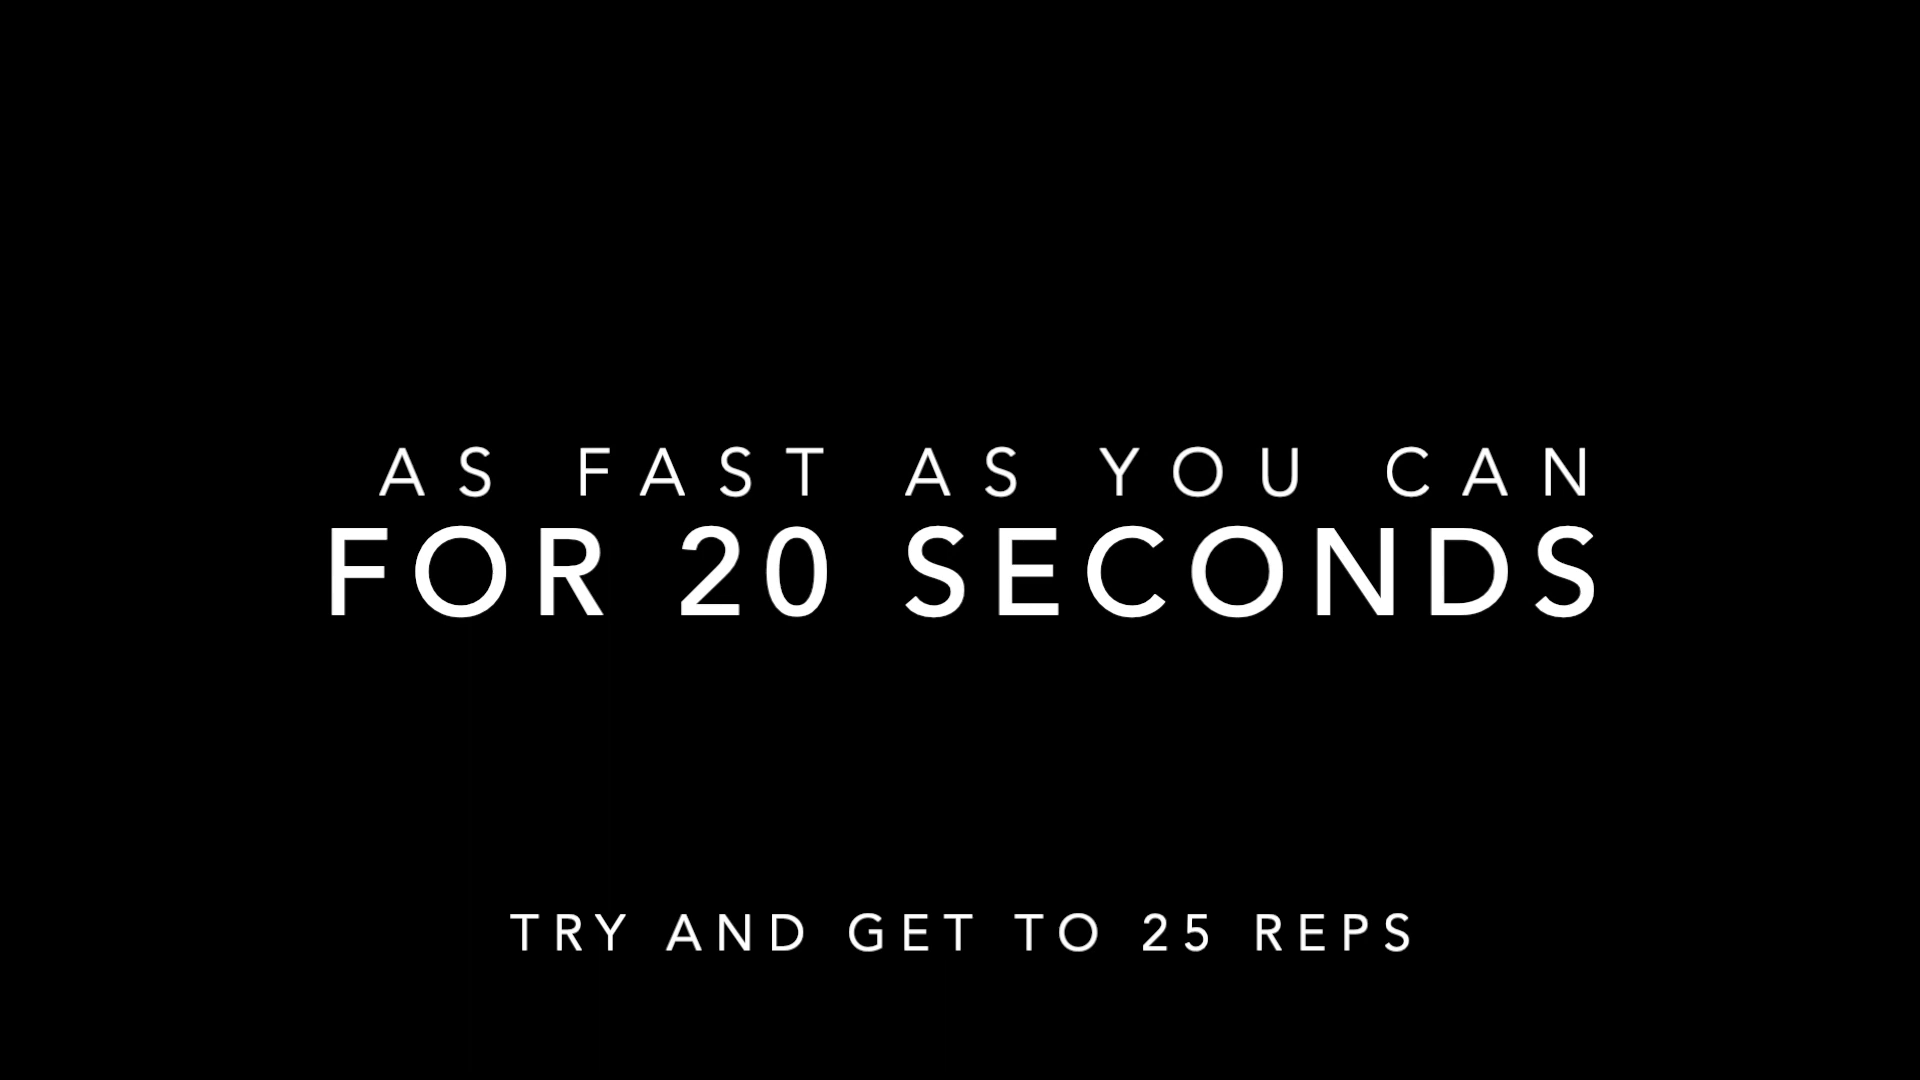 AS FAST AS YOU CAN
FOR 20 SECONDS
TRY AND GET TO 25 REPS